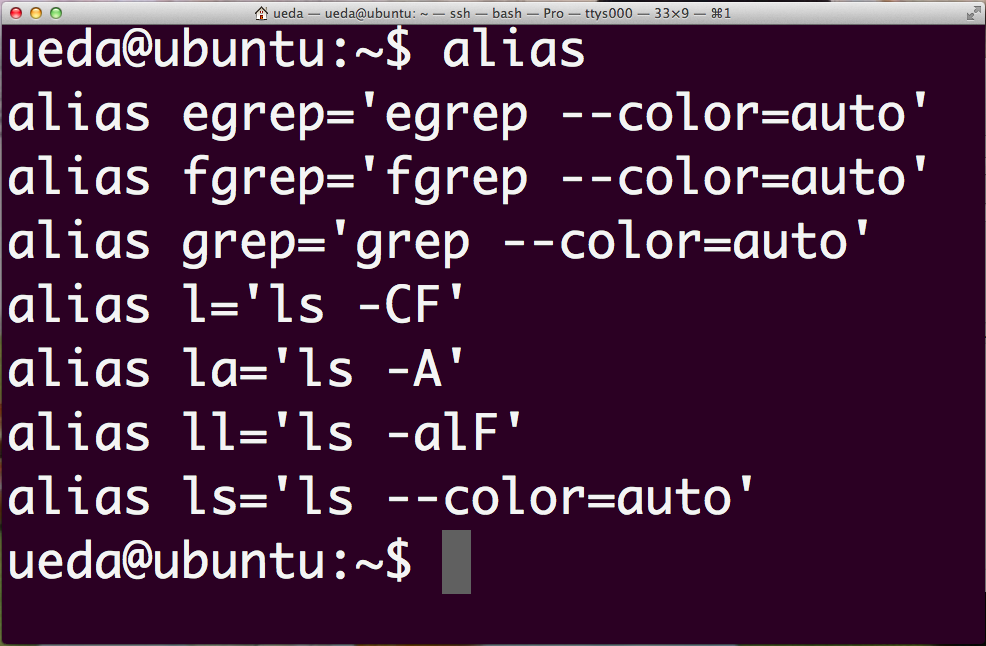 ueda — ueda@ubuntu: ~ — ssh — bash — Pro — ttys000 — 33×9 — ⌘1
ueda@ubuntu:~$ alias
alias egrep='egrep --color=auto'
alias fgrep='fgrep --color=auto'
alias grep='grep --color=auto'
alias l='ls -CF'
alias la='ls -A'
alias ll='ls -alF'
alias ls='ls --color=auto'
ueda@ubuntu:~$